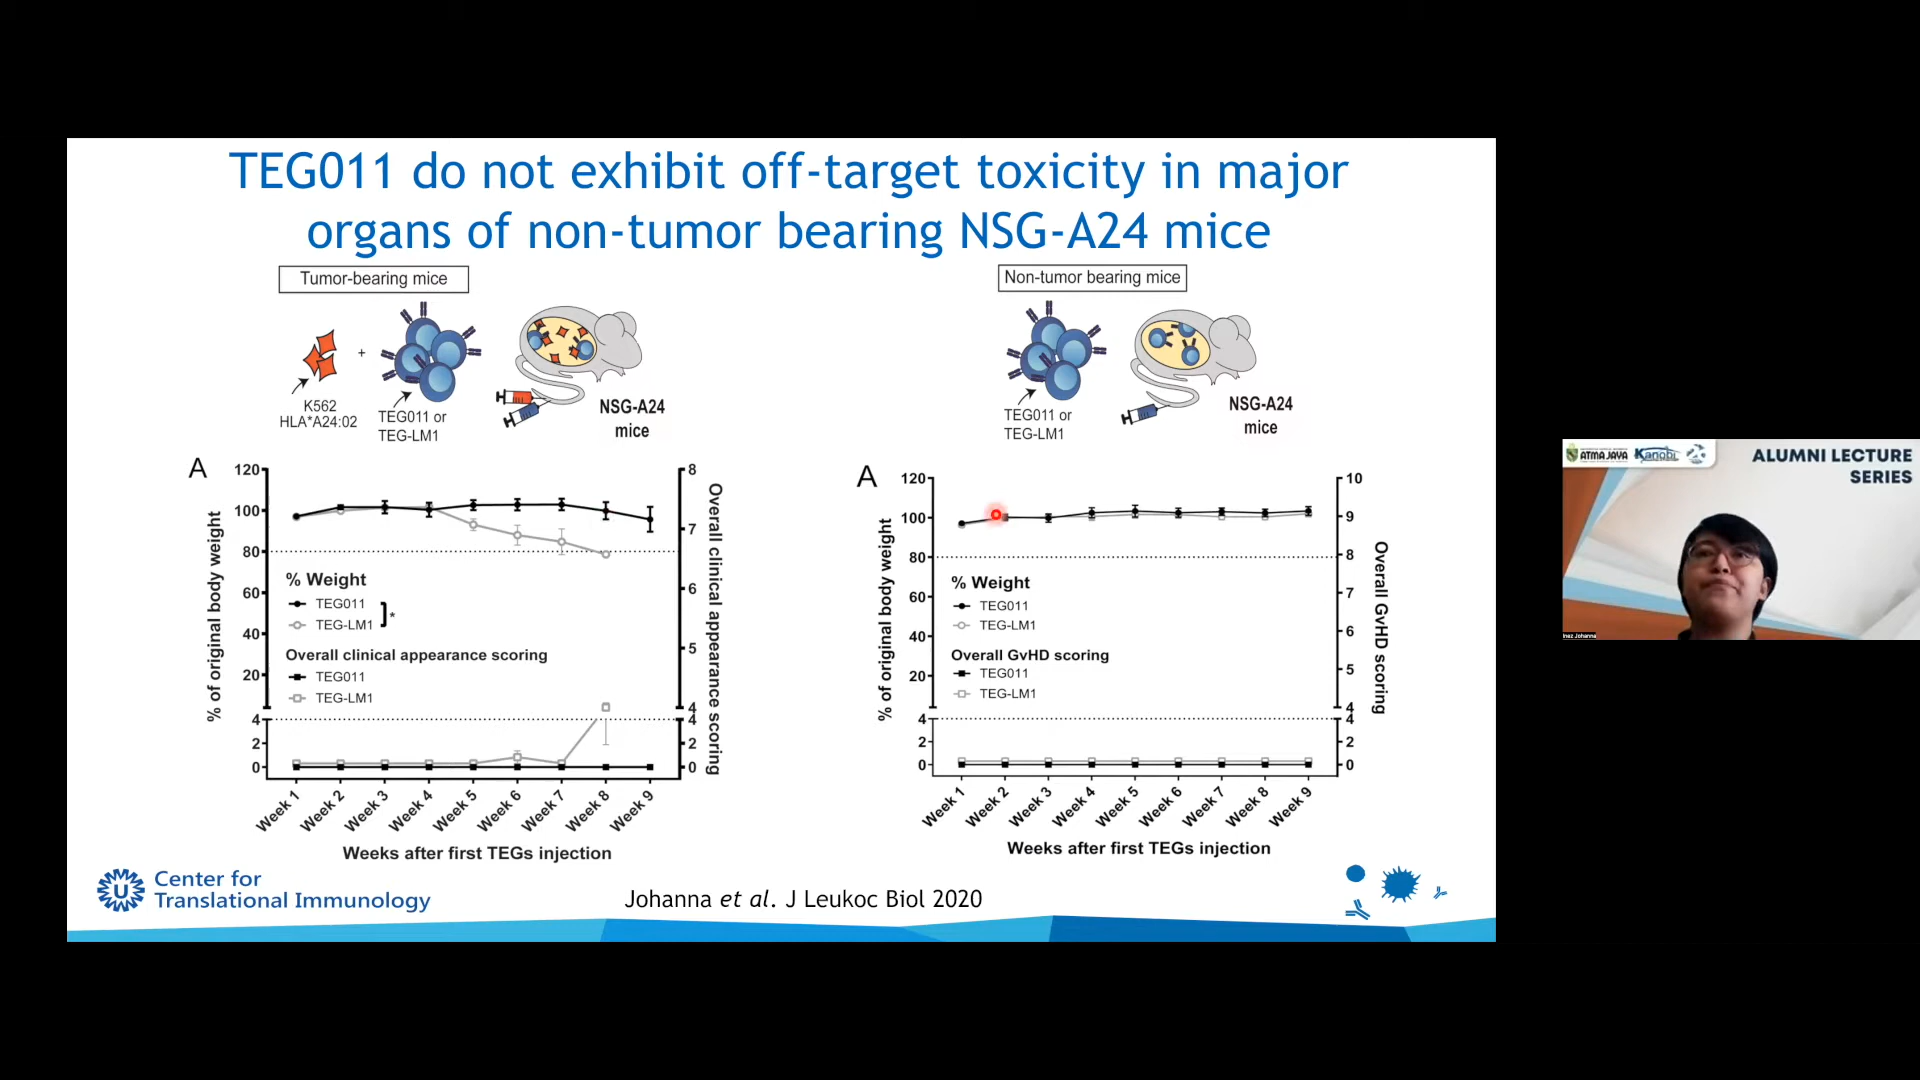 TEG011 do not exhibit off-target toxicity in major
organs of non-tumor bearing NSG-A24 mice
Tumor-bearing mice
+
K562
HLA*A24:02
TEG011 or
TEG-LM1
NSG-A24
mice
Non-tumor bearing mice
TEG011 or
TEG-LM1
NSG-A24
mice
A
% of original body weight
120
100
80
60
40
20
4
2
0
% Weight
TEG011
TEG-LM1
*
Overall clinical appearance scoring
TEG011
TEG-LM1
8
7
6
5
4
4
2
0
Overall clinical appearance scoring
Week 1
Week 2
Week 3
Week 4
Week 5
Week 6
Week 7
Week 8
Week 9
Weeks after first TEGs injection
A
% of original body weight
120
100
80
60
40
20
4
2
0
% Weight
TEG011
TEG-LM1
Overall GvHD scoring
TEG011
TEG-LM1
10
9
8
7
6
5
4
4
2
0
Overall GvHD scoring
Week 1
Week 2
Week 3
Week 4
Week 5
Week 6
Week 7
Week 8
Week 9
Weeks after first TEGs injection
U
Center for
Translational Immunology
Johanna et al. J Leukoc Biol 2020
ATMA JAYA
Kanobi
ALUMNI LECTURE
SERIES
Inez Johanna